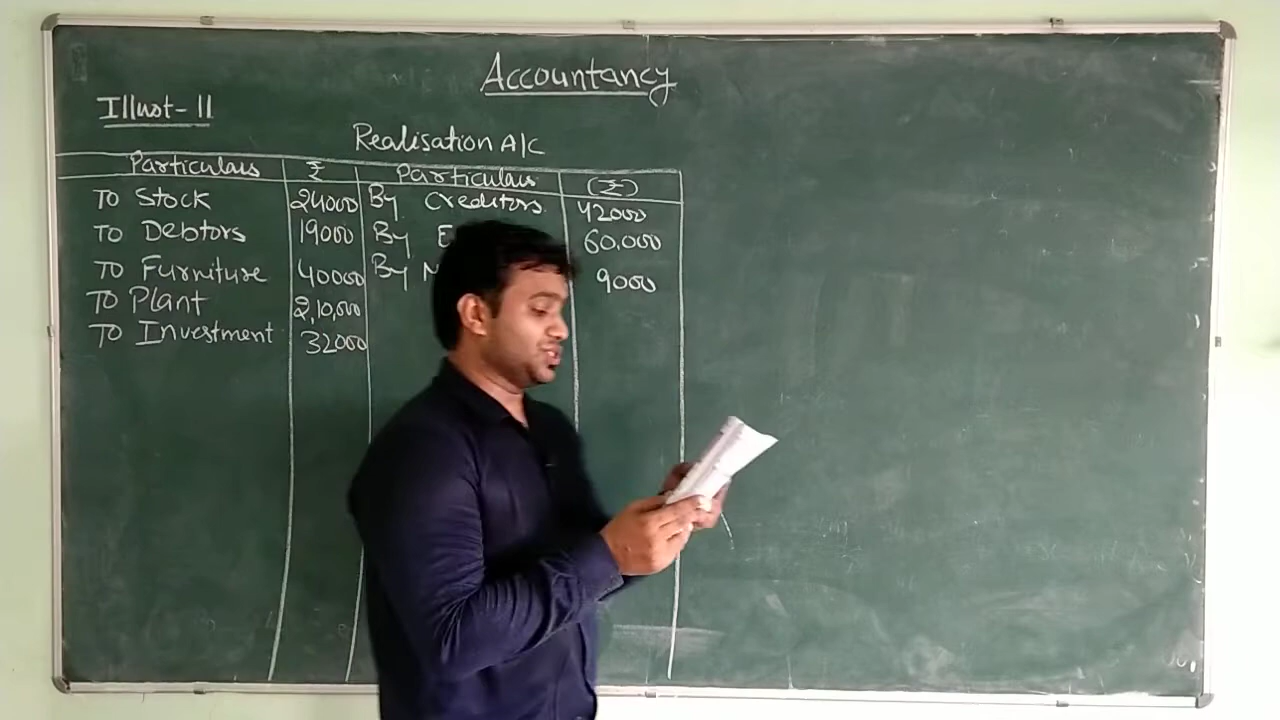 Accountancy
Illust-11
Realisation A/C
Particulars ₹ Particulars (₹)
To Stock 24000 By Creditors 42000
To Debtors 19000 By 60,000
To Furniture 40000 By 9000
To Plant 2,10,000
To Investment 32000